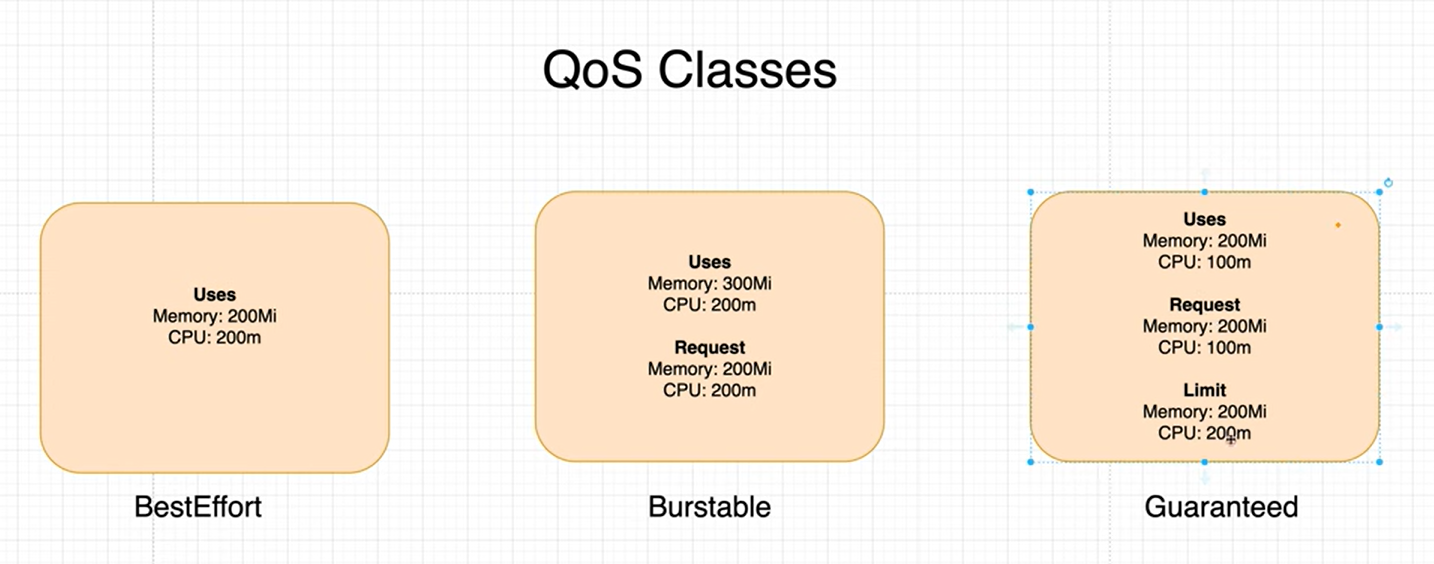 QoS Classes
Uses
Memory: 200Mi
CPU: 200m
BestEffort
Uses
Memory: 300Mi
CPU: 200m
Request
Memory: 200Mi
CPU: 200m
Burstable
Uses
Memory: 200Mi
CPU: 100m
Request
Memory: 200Mi
CPU: 100m
Limit
Memory: 200Mi
CPU: 200m
Guaranteed